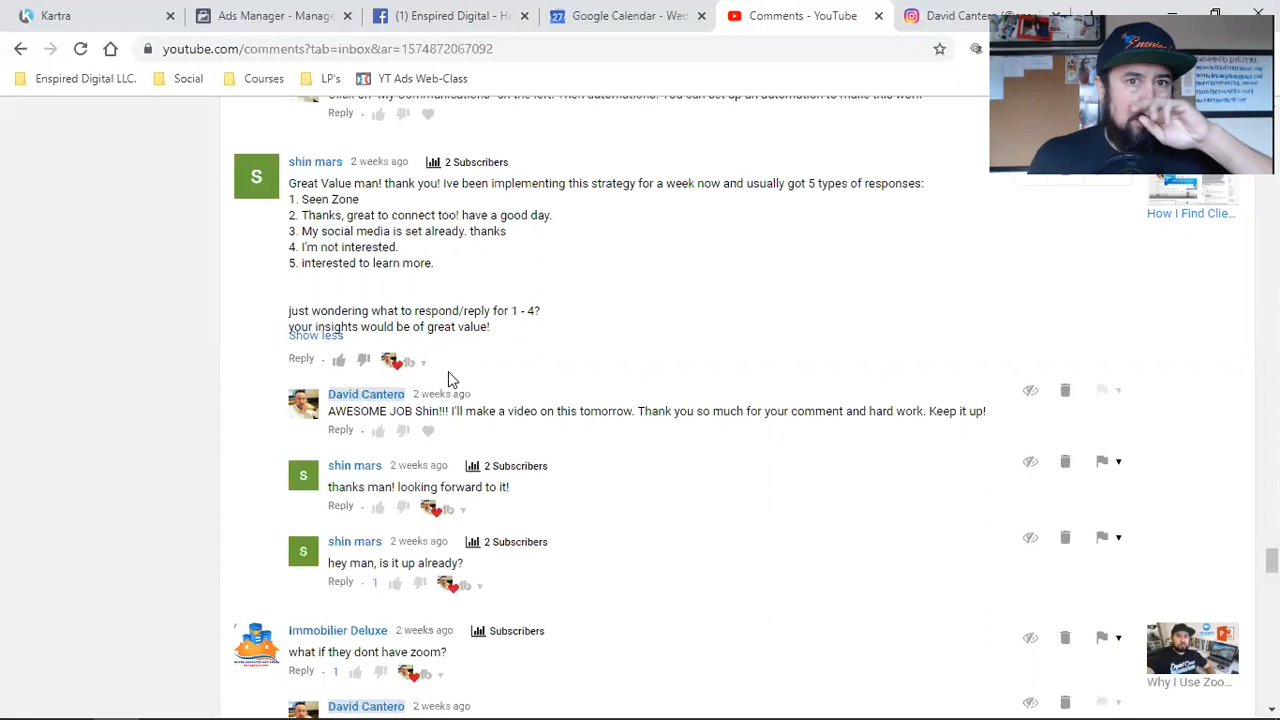 Kartra
Ads Manager - Manage
(1) Enspired Digital - Ho
27 Google Calendar - Wed
Comments - YouTube
David Cantero
youtube.com/comments?tab=inbox&ar=1574872067092
Enspired Digital LLC.
Social
Courses
LP's
YT Ads Web-Class
Reply
shin mars 2 weeks ago 2 Subscribers
Great Value man! thank you! Ive been implementing this strategy for a week now and usually got 5 types of responses:
1. Seen Zone
2. Thanks, great to connect too! have a good day.
3. My social media is set already. thanks
4. I'm not interested.
5. interested to learn more.
just wondering what to respond/reply for 1 - 4?
your insights would be of great value!
Show less
Reply
How I Find Clie...
David Cantero 2 weeks ago
AWESOME JOB Shin!!! I'll make a video on this tomorrow. Thank you so much for your comment and hard work. Keep it up!
Reply
S shin mars 2 weeks ago 2 Subscribers
thanks man! looking forward to it!
Reply
S shin mars 2 weeks ago 2 Subscribers
hey man, is it up already?
Reply 1
Immobilier Deluxe 2 weeks ago Subscribers
what if they dont have zoom?
Reply 1
Why I Use Zoo...
David Cantero 2 weeks ago